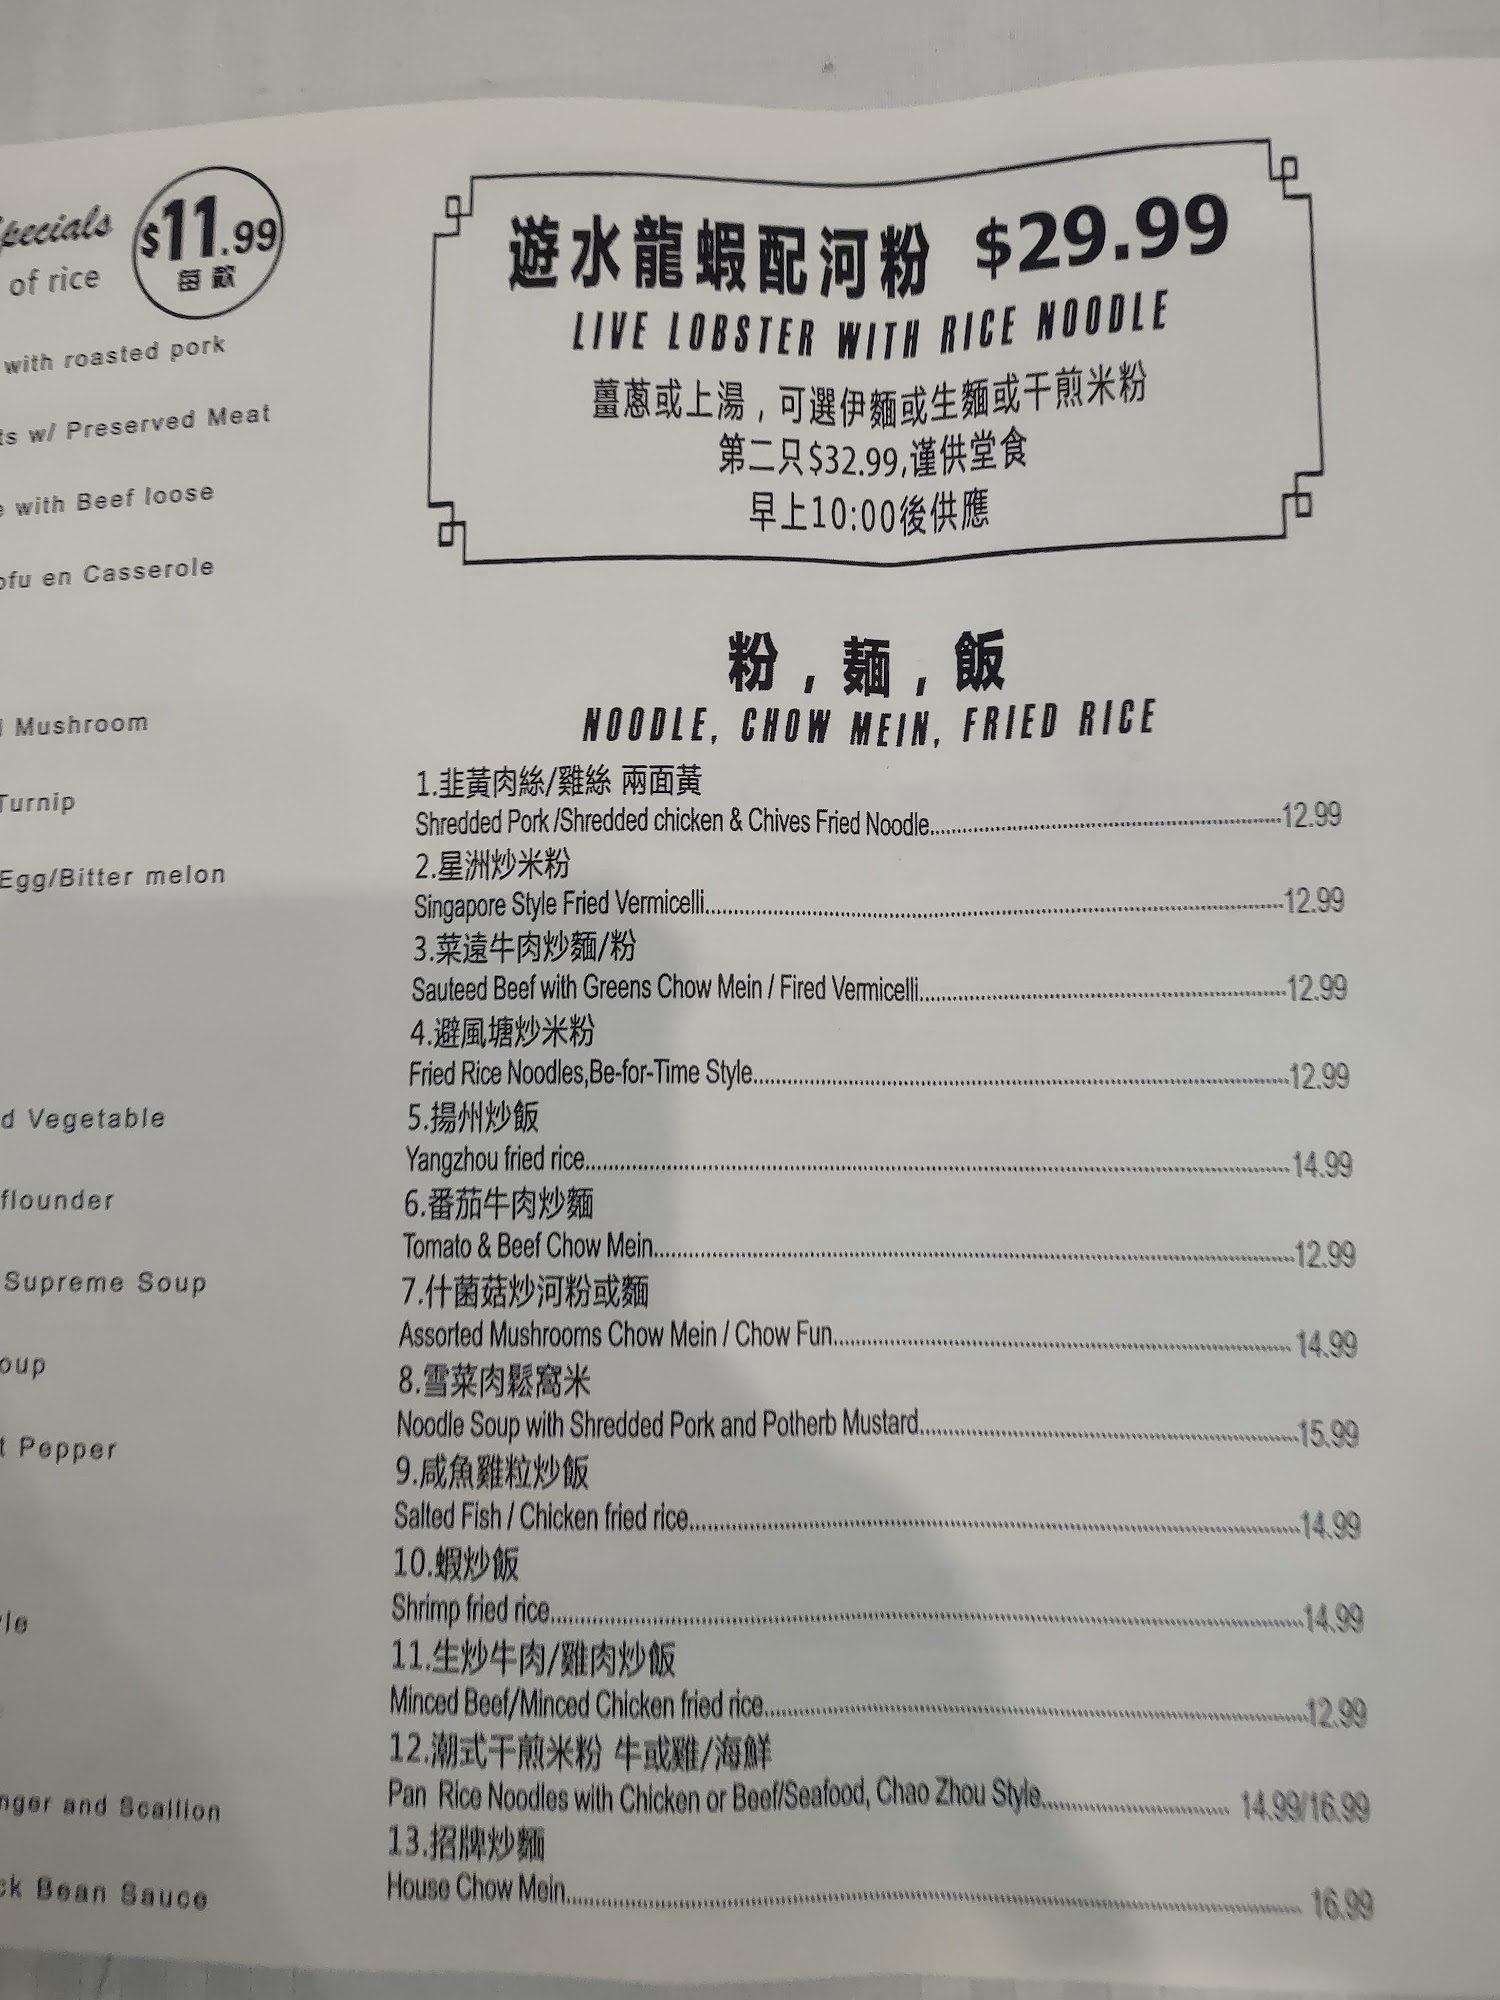 Specials
of rice
$11.99
每款
with roasted pork
w/ Preserved Meat
with Beef loose
en Casserole
Mushroom
Turnip
Egg/Bitter melon
Vegetable
flounder
Supreme Soup
Pepper
and Scallion
Bean Sauce
遊水龍蝦配河粉 $29.99
LIVE LOBSTER WITH RICE NOODLE
薑蔥或上湯，可選伊麵或生麵或干煎米粉
第二只$32.99,谨供堂食
早上10:00後供應
粉，麵，飯
NOODLE, CHOW MEIN, FRIED RICE
1.韭黃肉絲/雞絲 兩面黃
Shredded Pork /Shredded chicken & Chives Fried Noodle....12.99
2.星洲炒米粉
Singapore Style Fried Vermicelli....12.99
3.菜遠牛肉炒麵/粉
Sauteed Beef with Greens Chow Mein / Fired Vermicelli....12.99
4.避風塘炒米粉
Fried Rice Noodles,Be-for-Time Style....12.99
5.揚州炒飯
Yangzhou fried rice....14.99
6.番茄牛肉炒麵
Tomato & Beef Chow Mein....12.99
7.什菌菇炒河粉或麵
Assorted Mushrooms Chow Mein / Chow Fun....14.99
8.雪菜肉鬆窩米
Noodle Soup with Shredded Pork and Potherb Mustard....15.99
9.咸魚雞粒炒飯
Salted Fish / Chicken fried rice....14.99
10.蝦炒飯
Shrimp fried rice....14.99
11.生炒牛肉/雞肉炒飯
Minced Beef/Minced Chicken fried rice....12.99
12.潮式干煎米粉 牛或雞/海鮮
Pan Rice Noodles with Chicken or Beef/Seafood, Chao Zhou Style.... 14.99/16.99
13.招牌炒麵
House Chow Mein.... 16.99